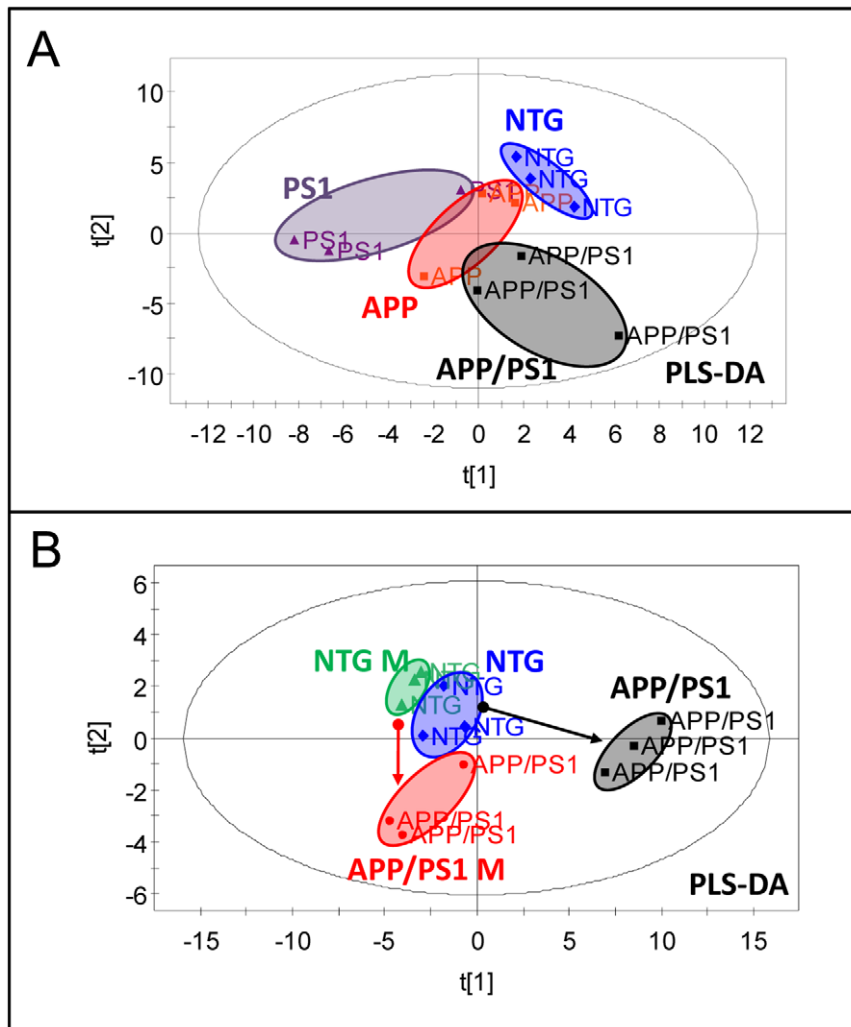 A
10
5
0
-5
-10
t[2]
NTG
NTG
NTG
NTG
PS1
PS1
PS1
PS1
APP
APP
APP
APP
APP/PS1
APP/PS1
APP/PS1
APP/PS1
PLS-DA
-12 -10 -8 -6 -4 -2 0 2 4 6 8 10 12
t[1]
B
6
4
2
0
-2
-4
-6
t[2]
NTG M
NTG
NTG
NTG
NTG
NTG
NTG
NTG
APP/PS1
APP/PS1
APP/PS1
APP/PS1
APP/PS1
APP/PS1
APP/PS1
APP/PS1 M
PLS-DA
-15 -10 -5 0 5 10 15
t[1]